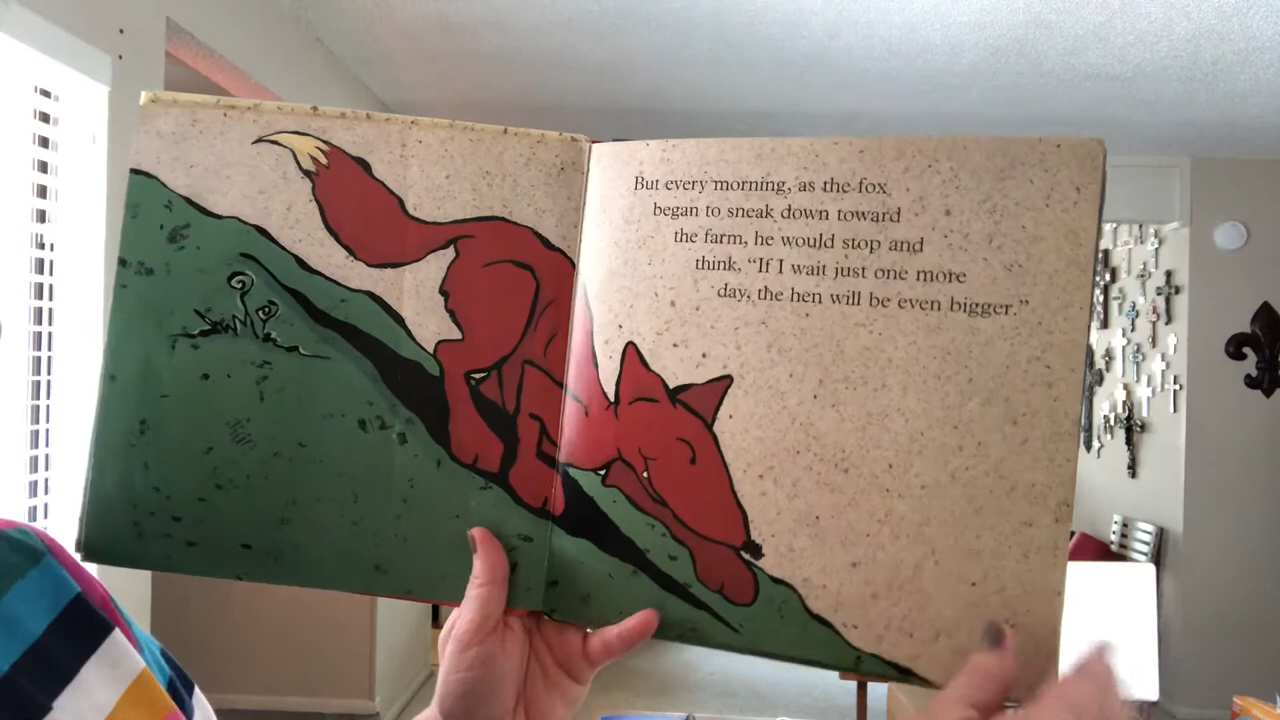 But every morning, as the fox
began to sneak down toward
the farm, he would stop and
think, “If I wait just one more
day, the hen will be even bigger.”